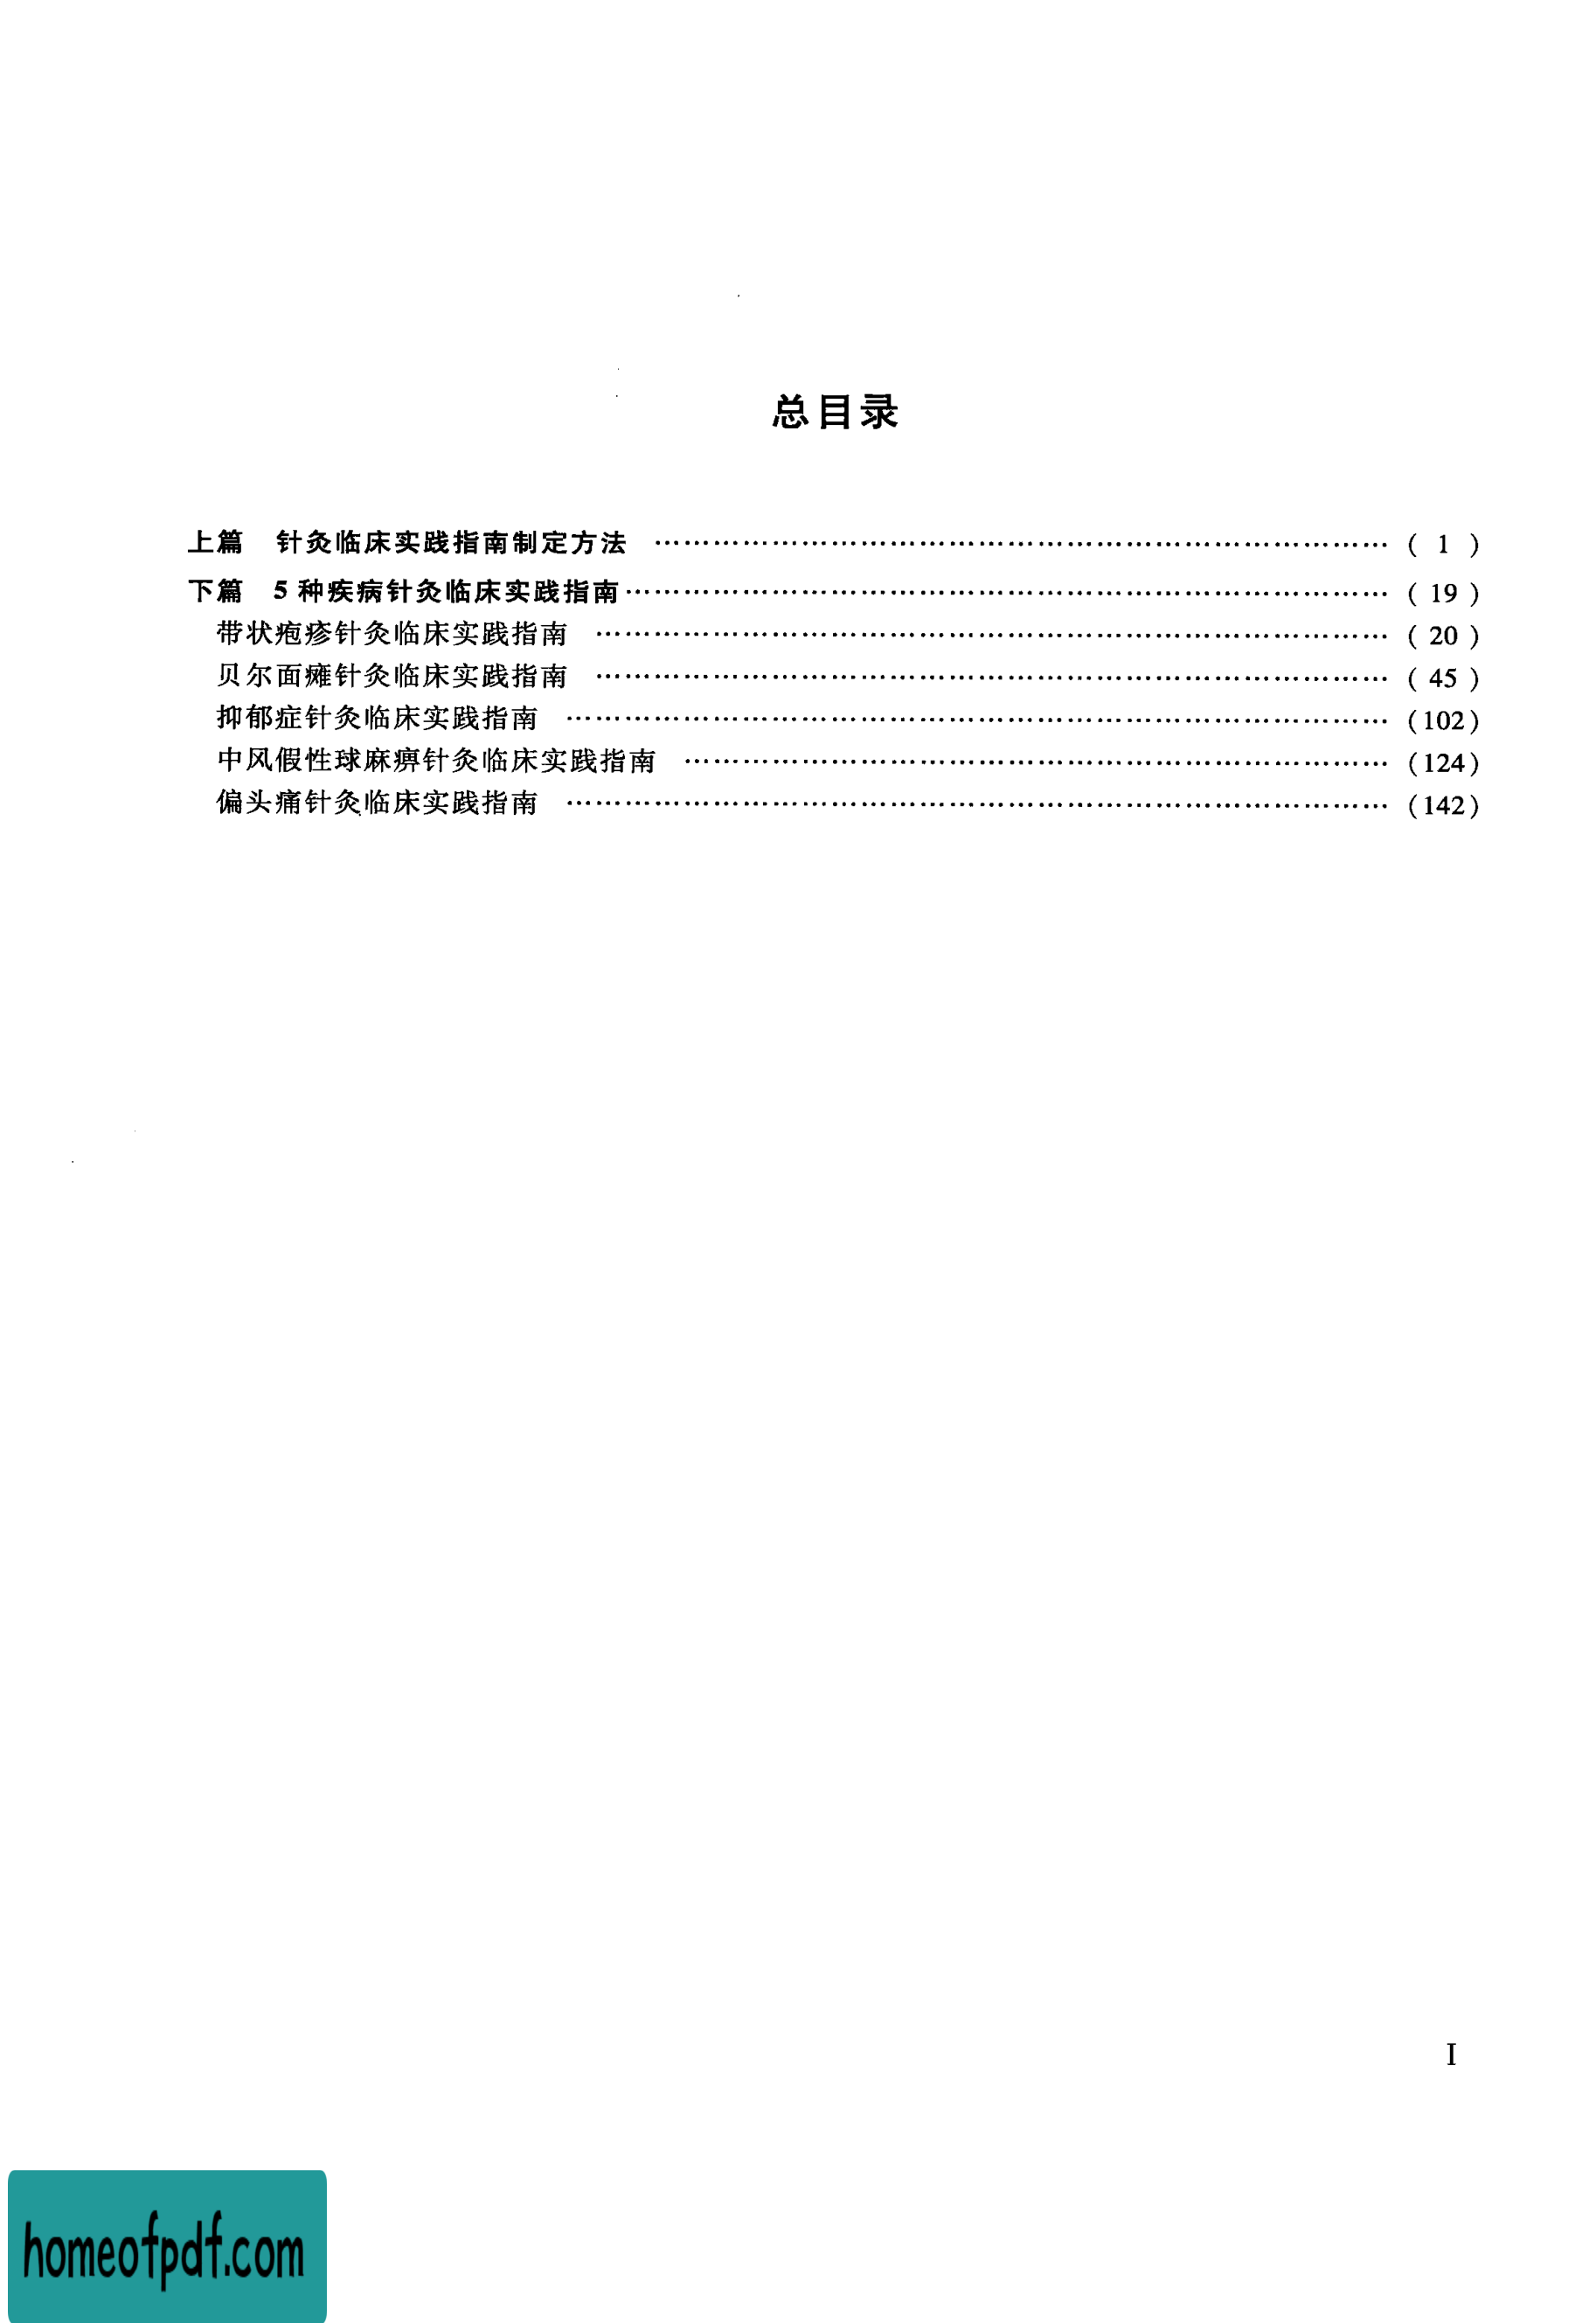 总目录
上篇 针灸临床实践指南制定方法 …………………………………………………… ( 1 )
下篇 5 种疾病针灸临床实践指南…………………………………………………… ( 19 )
带状疱疹针灸临床实践指南 …………………………………………………… ( 20 )
贝尔面瘫针灸临床实践指南 …………………………………………………… ( 45 )
抑郁症针灸临床实践指南 …………………………………………………… (102)
中风假性球麻痹针灸临床实践指南 …………………………………………………… (124)
偏头痛针灸临床实践指南 …………………………………………………… (142)
I
homeofpdf.com